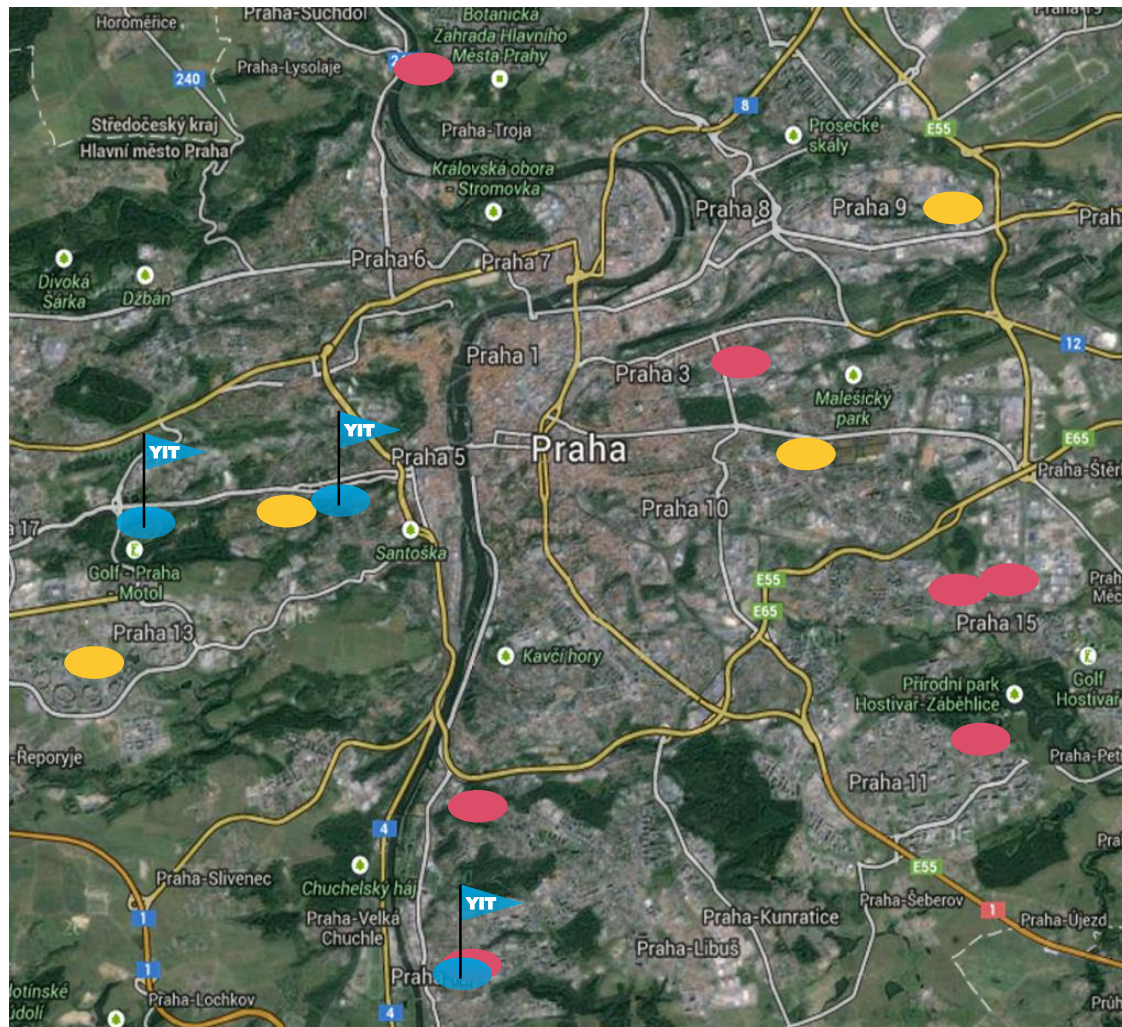 Horoměřice
Praha-Suchdol
Botanická
Zahrada Hlavního
Města Prahy
240
Praha-Lysolaje
Středočeský kraj
Hlavní město Praha
Praha-Troja
8
Prosecké
skály
E55
Královská obora
- Stromovka
Praha 8
Praha 9
Divoká
Šárka
Džbán
Praha 6
Praha 7
12
Praha 1
Praha 3
Malešický
park
YIT
YIT
Praha 5
Praha
E65
Praha 10
Santoška
Golf - Praha
- Motol
E55
E65
Praha 13
Praha 15
Kavčí hory
Přírodní park
Hostivař-Záběhlice
Golf
Hostivař
Praha 11
4
Praha-Slivenec
Chuchelský háj
E55
1
Praha-Velká
Chuchle
YIT
Praha-Kunratice
Praha-Šeberov
1
Praha-Újezd
Praha-Libuš
1
Praha
Praha-Lochkov
4